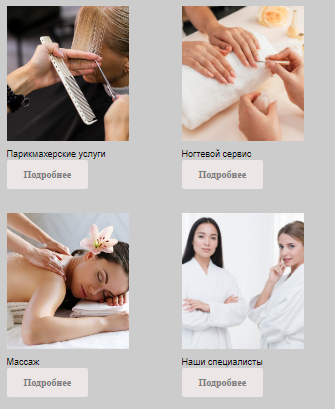 Парикмахерские услуги
Подробнее
Ногтевой сервис
Подробнее
Массаж
Подробнее
Наши специалисты
Подробнее